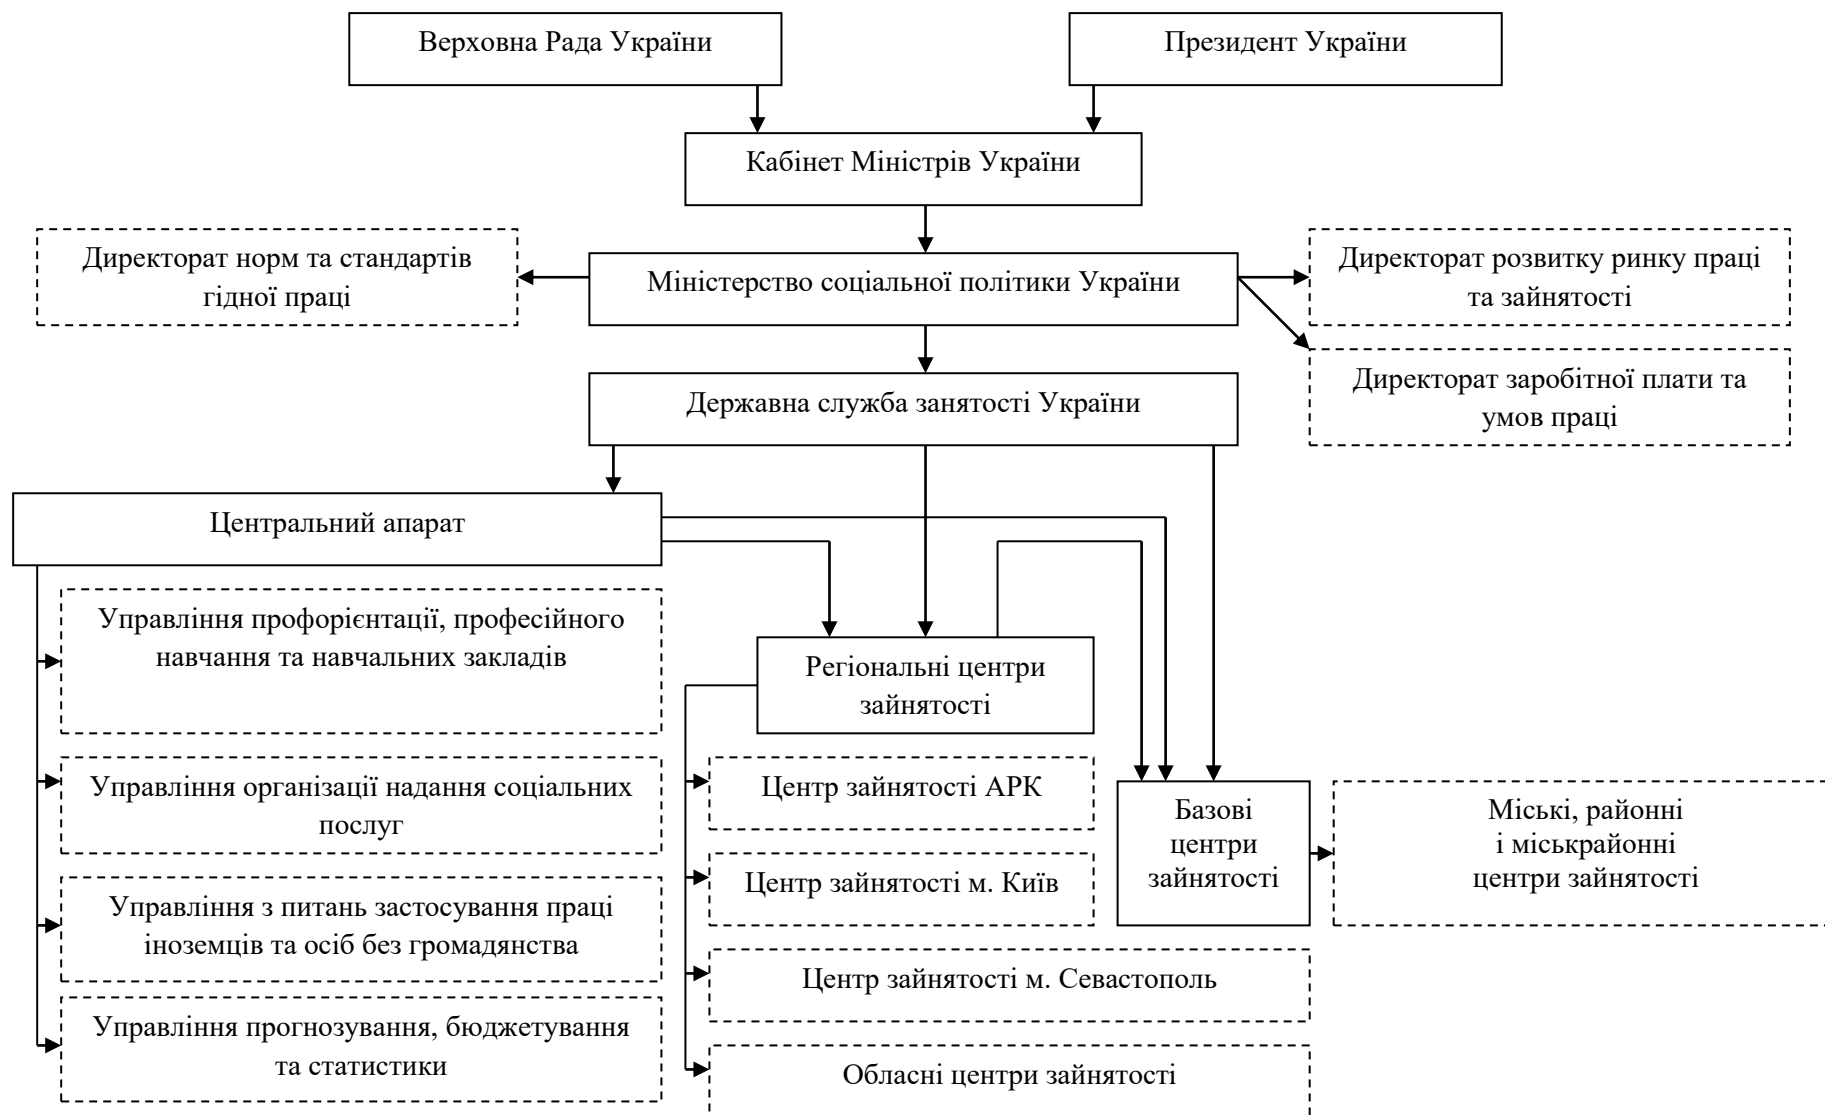 Верховна Рада України
Президент України
Кабінет Міністрів України
Директорат норм та стандартів
гідної праці
Міністерство соціальної політики України
Директорат розвитку ринку праці
та зайнятості
Директорат заробітної плати та
умов праці
Державна служба занятості України
Центральний апарат
Управління профорієнтації, професійного
навчання та навчальних закладів
Управління організації надання соціальних
послуг
Управління з питань застосування праці
іноземців та осіб без громадянства
Управління прогнозування, бюджетування
та статистики
Регіональні центри
зайнятості
Центр зайнятості АРК
Центр зайнятості м. Київ
Центр зайнятості м. Севастополь
Обласні центри зайнятості
Базові
центри
зайнятості
Міські, районні
і міськрайонні
центри зайнятості